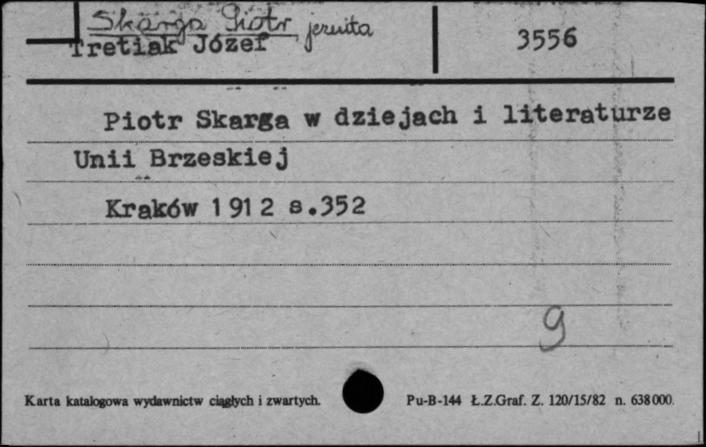 Skarga Piotr, jezuita
Tretiak Józef
3556
Piotr Skarga w dziejach i literaturze
Unii Brzeskiej
Kraków 1912 s.352
9
Karta katalogowa wydawnictw ciągłych i zwartych.
Pu-B-144 Ł.Z.Graf. Z. 120/15/82 n. 638000.